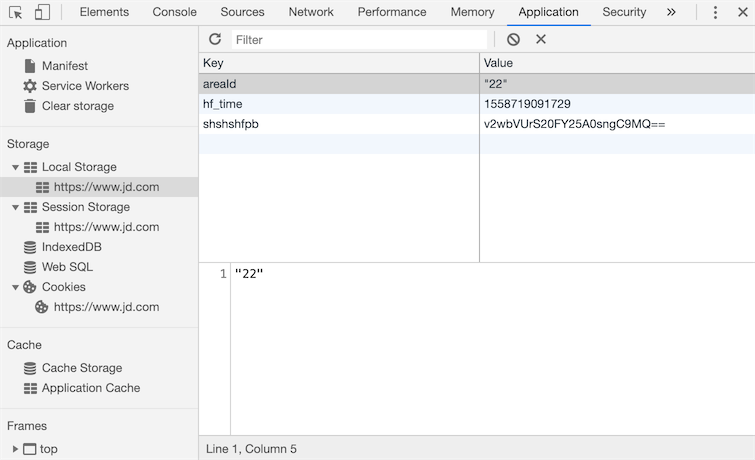 Elements Console Sources Network Performance Memory Application Security »
Application
Manifest
Service Workers
Clear storage
Storage
Local Storage
https://www.jd.com
Session Storage
https://www.jd.com
IndexedDB
Web SQL
Cookies
https://www.jd.com
Cache
Cache Storage
Application Cache
Frames
top
Filter
Key Value
areaId "22"
hf_time 1558719091729
shshshfpb v2wbVUrS20FY25A0sngC9MQ==
1 "22"
Line 1, Column 5